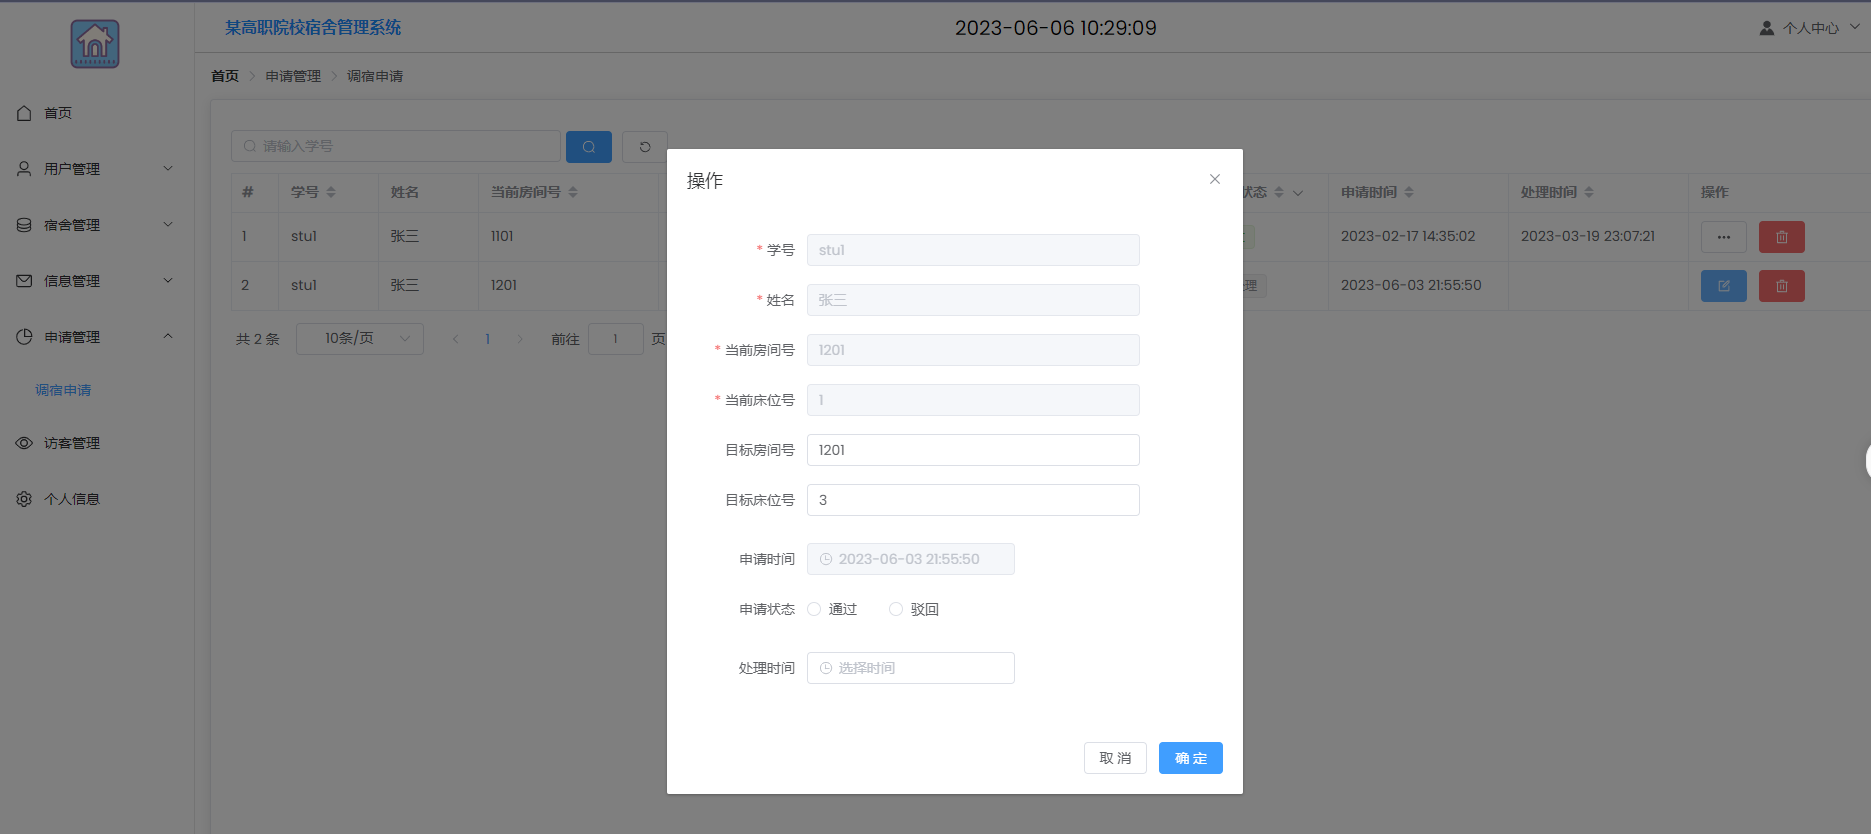 某高职院校宿舍管理系统
2023-06-06 10:29:09
个人中心
首页
用户管理
宿舍管理
信息管理
申请管理
调宿申请
访客管理
个人信息
首页 > 申请管理 > 调宿申请
请输入学号
# 学号 姓名 当前房间号 状态 申请时间 处理时间 操作
1 stu1 张三 1101 2023-02-17 14:35:02 2023-03-19 23:07:21
2 stu1 张三 1201 理 2023-06-03 21:55:50
共 2 条 10条/页 1 前往 1 页
操作
* 学号 stu1
* 姓名 张三
* 当前房间号 1201
* 当前床位号 1
目标房间号 1201
目标床位号 3
申请时间 2023-06-03 21:55:50
申请状态 通过 驳回
处理时间 选择时间
取 消 确 定